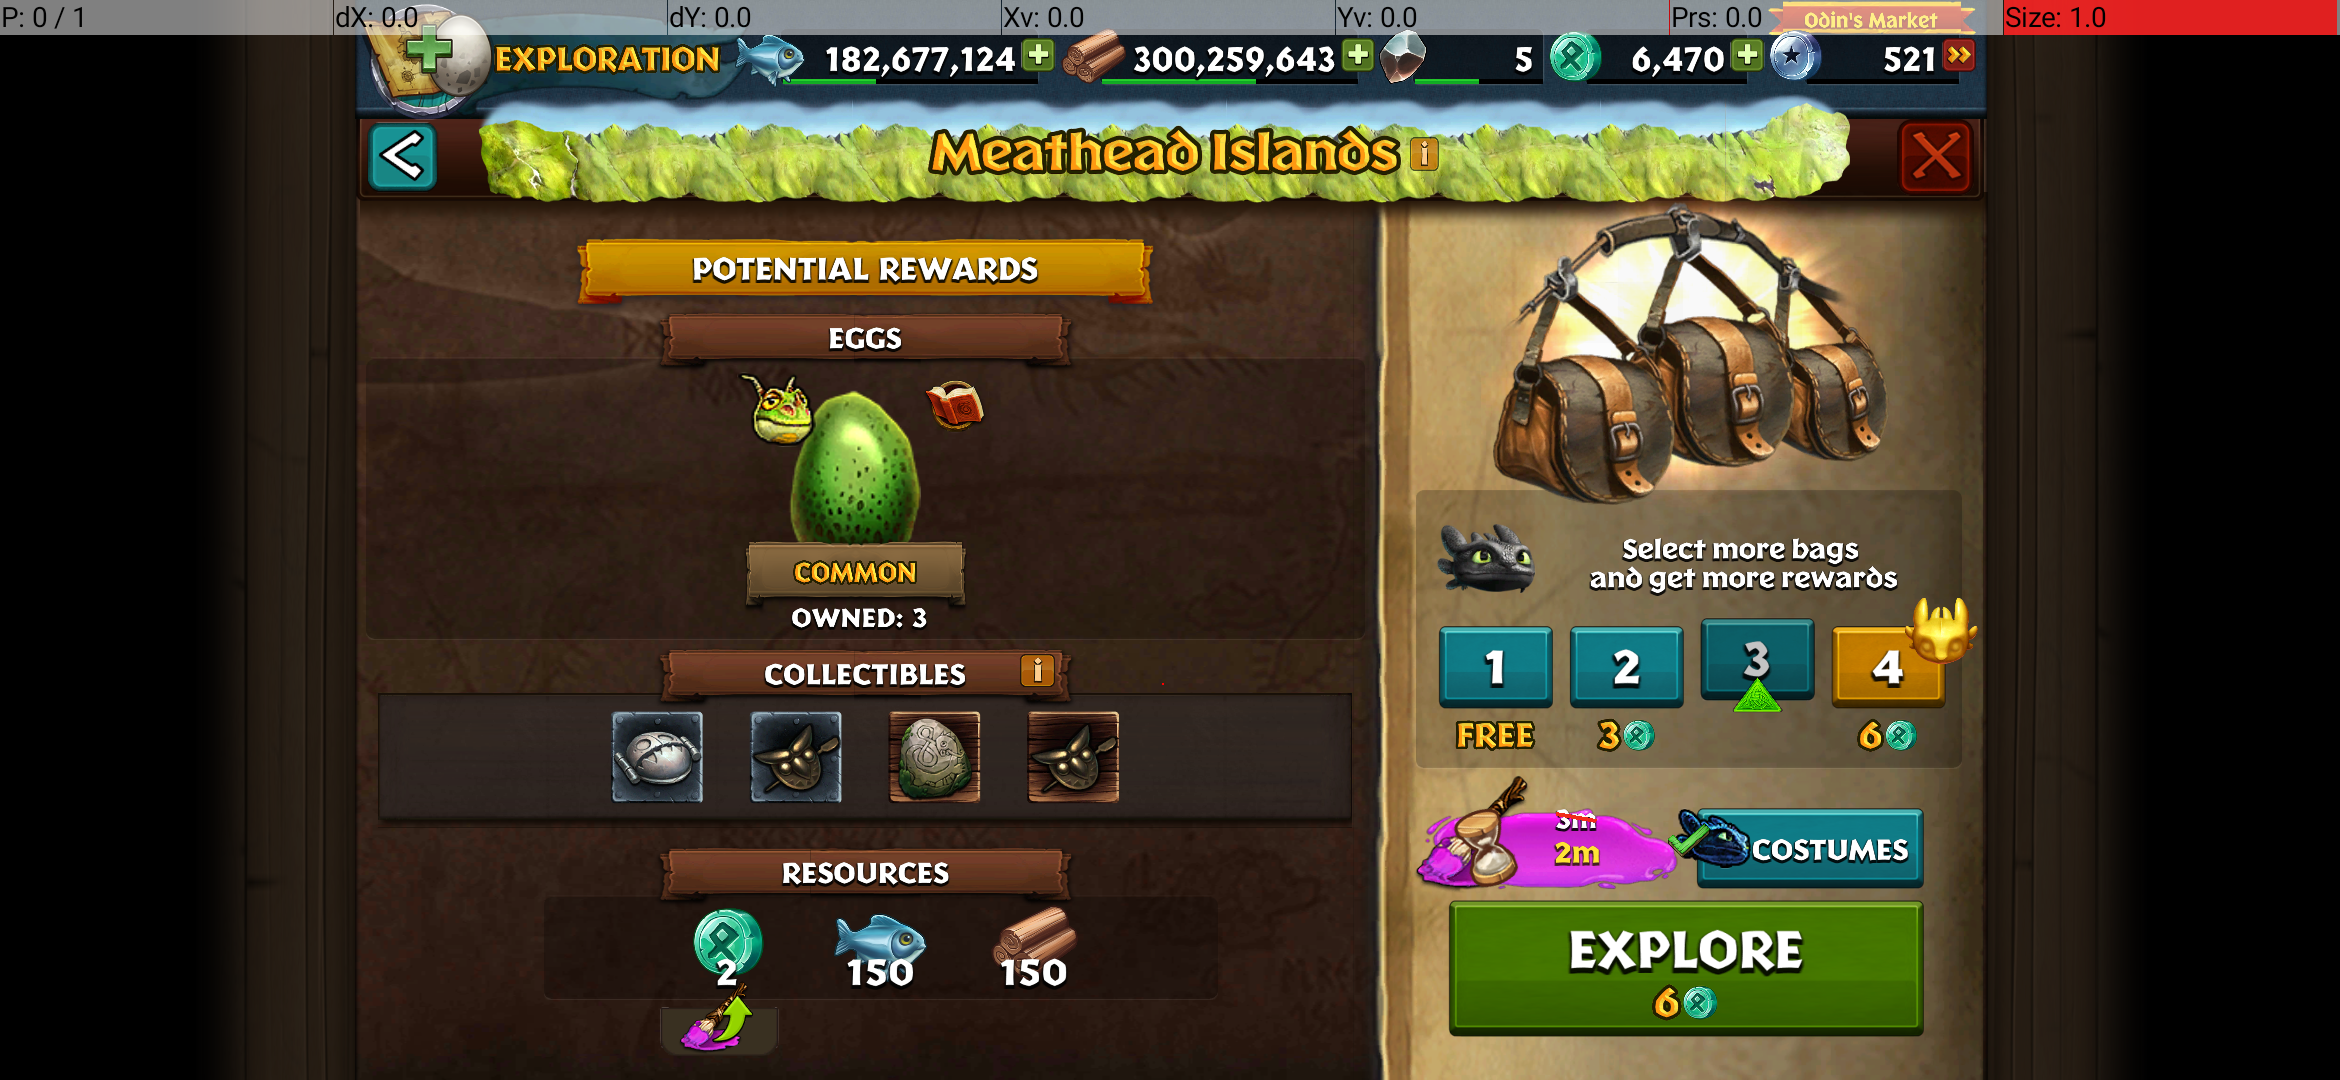 P: 0 / 1
dX: 0.0
dY: 0.0
Xv: 0.0
Yv: 0.0
Prs: 0.0
Size: 1.0
Odin's Market
EXPLORATION
182,677,124
300,259,643
5
6,470
521
Meathead Islands
i
POTENTIAL REWARDS
EGGS
COMMON
OWNED: 3
COLLECTIBLES
i
RESOURCES
2
150
150
Select more bags
and get more rewards
1
2
3
4
FREE
3
6
3m
2m
COSTUMES
EXPLORE
6